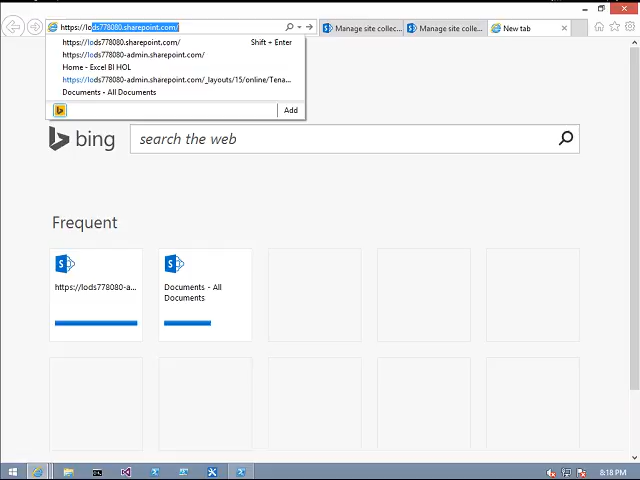 https://lods778080.sharepoint.com/
Manage site collec...
Manage site colle...
New tab
https://lods778080.sharepoint.com/ Shift + Enter
https://lods778080-admin.sharepoint.com/
Home - Excel BI HOL
https://lods778080-admin.sharepoint.com/_layouts/15/online/Tena...
Documents - All Documents
Add
bing
search the web
Frequent
https://lods778080-a...
Documents - All
Documents
8:18 PM